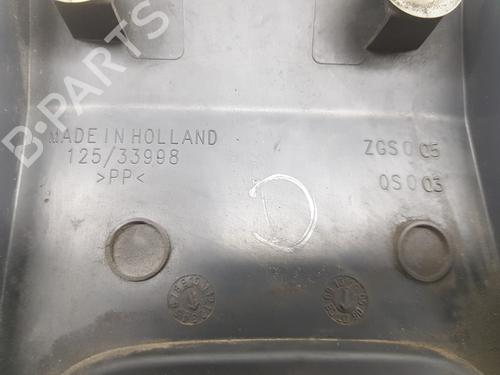 B-PARTS
MADE IN HOLLAND
125/33998
>PP<
ZGS 005
QS 003